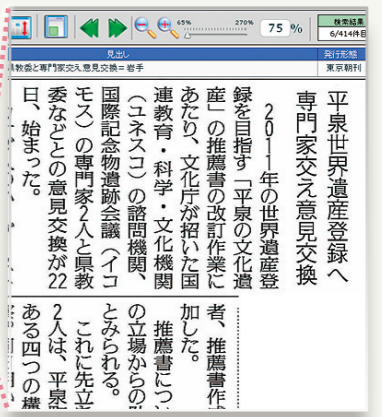 65%
270%
75 %
検索結果
6/414件目
見出し
発行形態
県教委と専門家交え意見交換＝岩手
東京朝刊
平泉世界遺産登録へ
専門家交え意見交換
2011年の世界遺産登
録を目指す「平泉の文化遺
産」の推薦書の改訂作業に
あたり、文化庁が招いた国
連教育・科学・文化機関
（ユネスコ）の諮問機関、
国際記念物遺跡会議（イコ
モス）の専門家2人と県教
委などとの意見交換が22
日、始まった。
者、推薦書作
加した。
推薦書につい
の立場からの
とみられる。
これに先立
2人は、平泉
ある四つの構